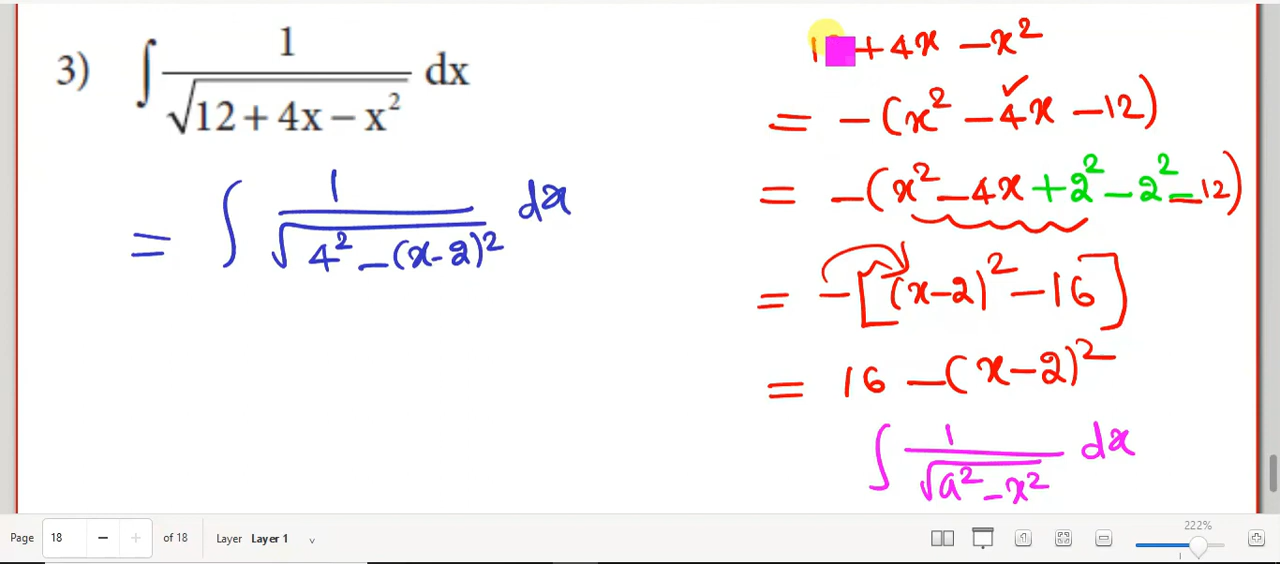 3) ∫ 1/√(12 + 4x − x²) dx
= ∫ 1/√(4² − (x-2)²) dx
1 + 4x − x²
= −(x² − 4x − 12)
= −(x² − 4x + 2² − 2² − 12)
= −[(x−2)² − 16]
= 16 − (x−2)²
∫ 1/√(a² − x²) dx
Page 18 − + of 18 Layer Layer 1 222%